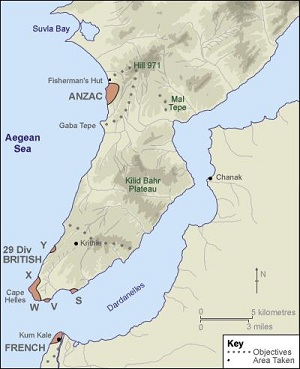 Suvla Bay
Hill 971
Fisherman's Hut
ANZAC
Mal
Tepe
Gaba Tepe
Aegean
Sea
Kilid Bahr
Plateau
Chanak
Y
Krithia
29 Div
BRITISH
X
Cape
Helles
W
V
S
Dardanelles
N
Kum Kale
FRENCH
0
5 kilometres
0
3 miles
Key
Objectives
Area Taken